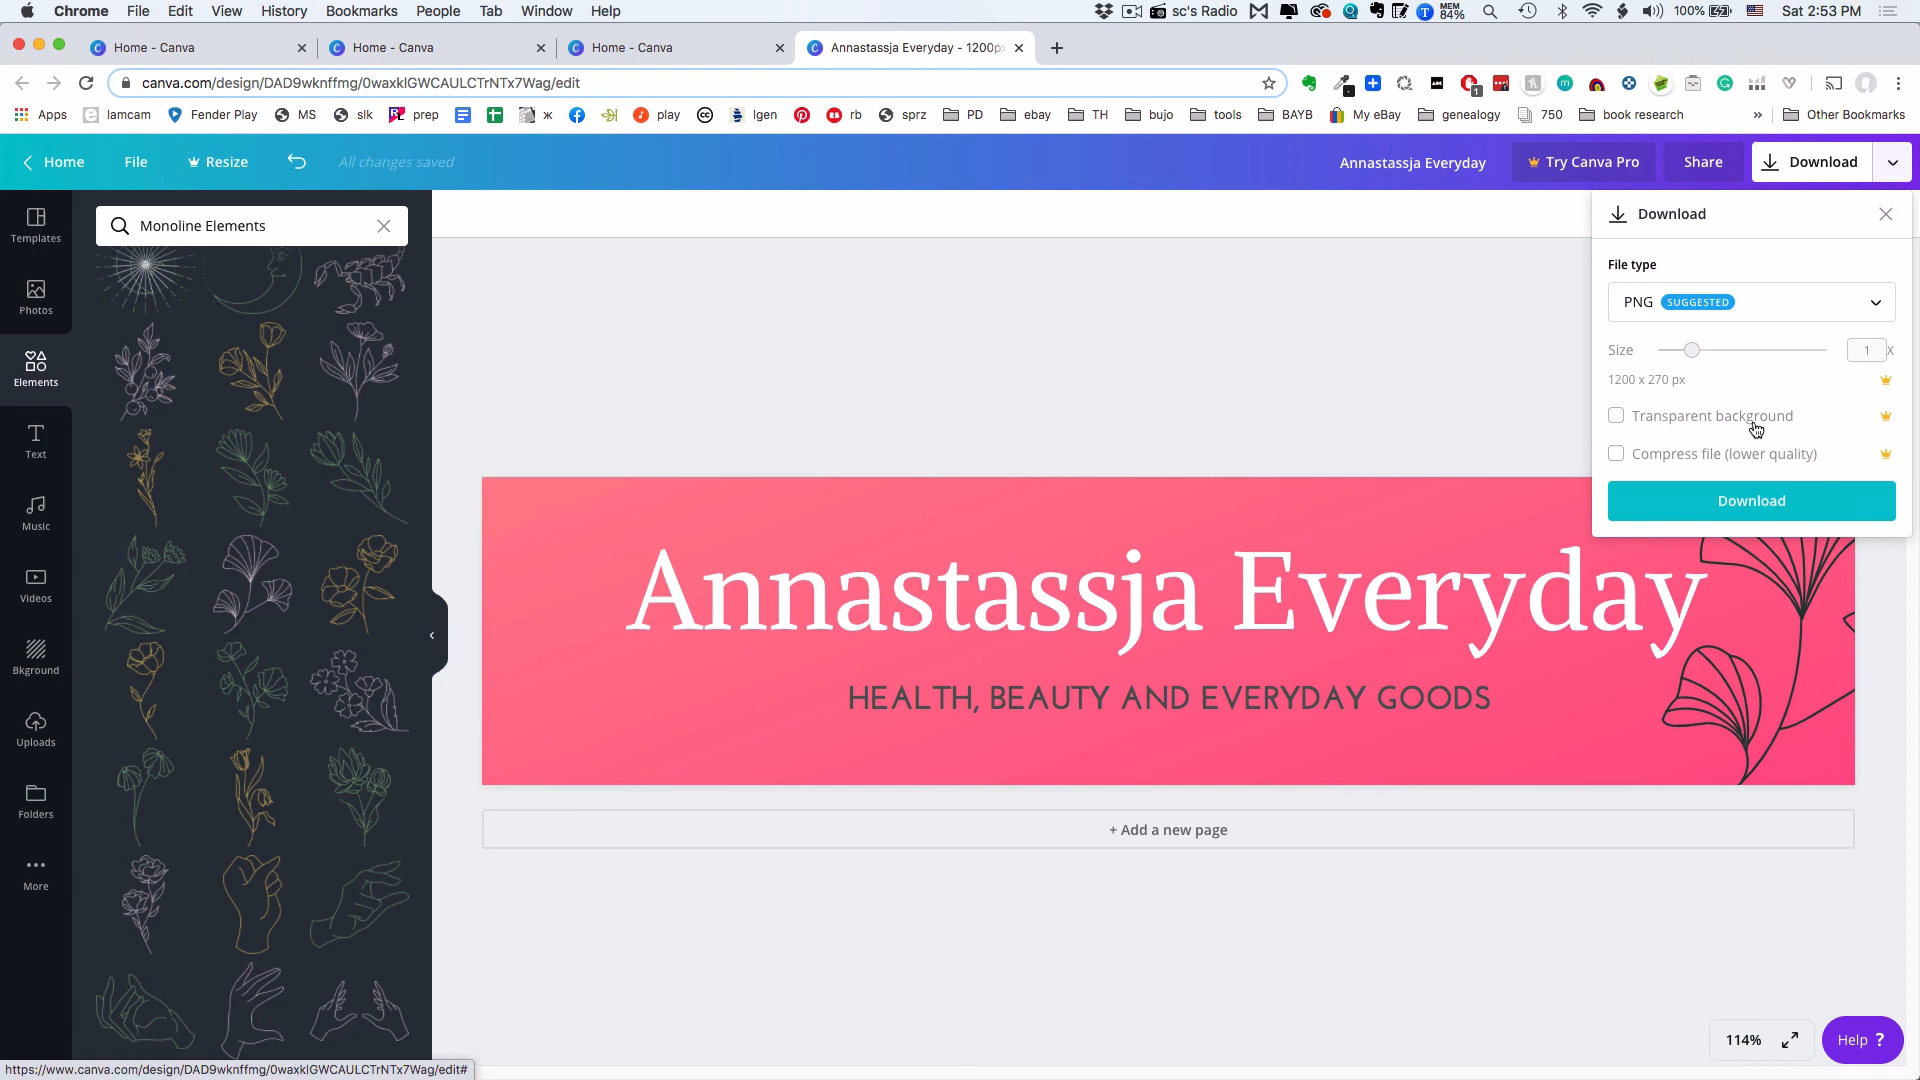 Chrome File Edit View History Bookmarks People Tab Window Help
sc's Radio MEM 84% 100% Sat 2:53 PM
Home - Canva Home - Canva Home - Canva Annastassja Everyday - 1200p
canva.com/design/DAD9wknffmg/0waxklGWCAULCTrNTx7Wag/edit
Apps lamcam Fender Play MS slk prep ж play lgen rb sprz PD ebay TH bujo tools BAYB My eBay genealogy 750 book research » Other Bookmarks
Home File Resize All changes saved Annastassja Everyday Try Canva Pro Share Download
Templates
Photos
Elements
Text
Music
Videos
Bkground
Uploads
Folders
More
Monoline Elements
Download
File type
PNG SUGGESTED
Size 1 X
1200 x 270 px
Transparent background
Compress file (lower quality)
Download
Annastassja Everyday
HEALTH, BEAUTY AND EVERYDAY GOODS
+ Add a new page
114% Help ?
https://www.canva.com/design/DAD9wknffmg/0waxklGWCAULCTrNTx7Wag/edit#